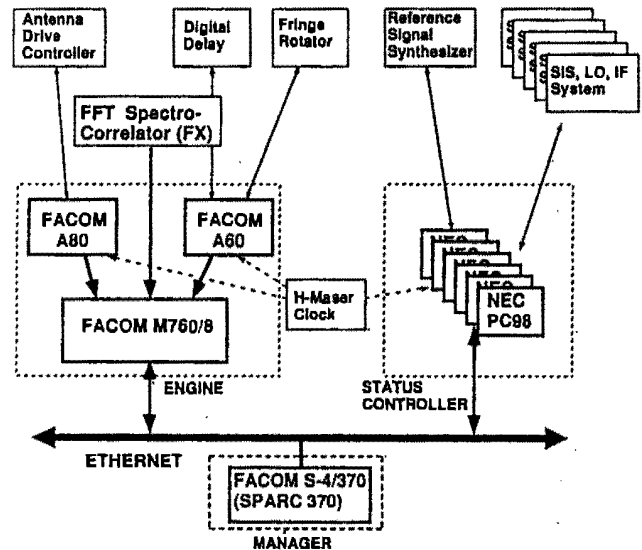 Antenna
Drive
Controller
Digital
Delay
Fringe
Rotator
Reference
Signal
Synthesizer
SIS, LO, IF
System
FFT Spectro-
Correlator (FX)
FACOM
A80
FACOM
A60
H-Maser
Clock
FACOM M760/8
NEC
PC98
ENGINE
STATUS
CONTROLLER
ETHERNET
FACOM S-4/370
(SPARC 370)
MANAGER